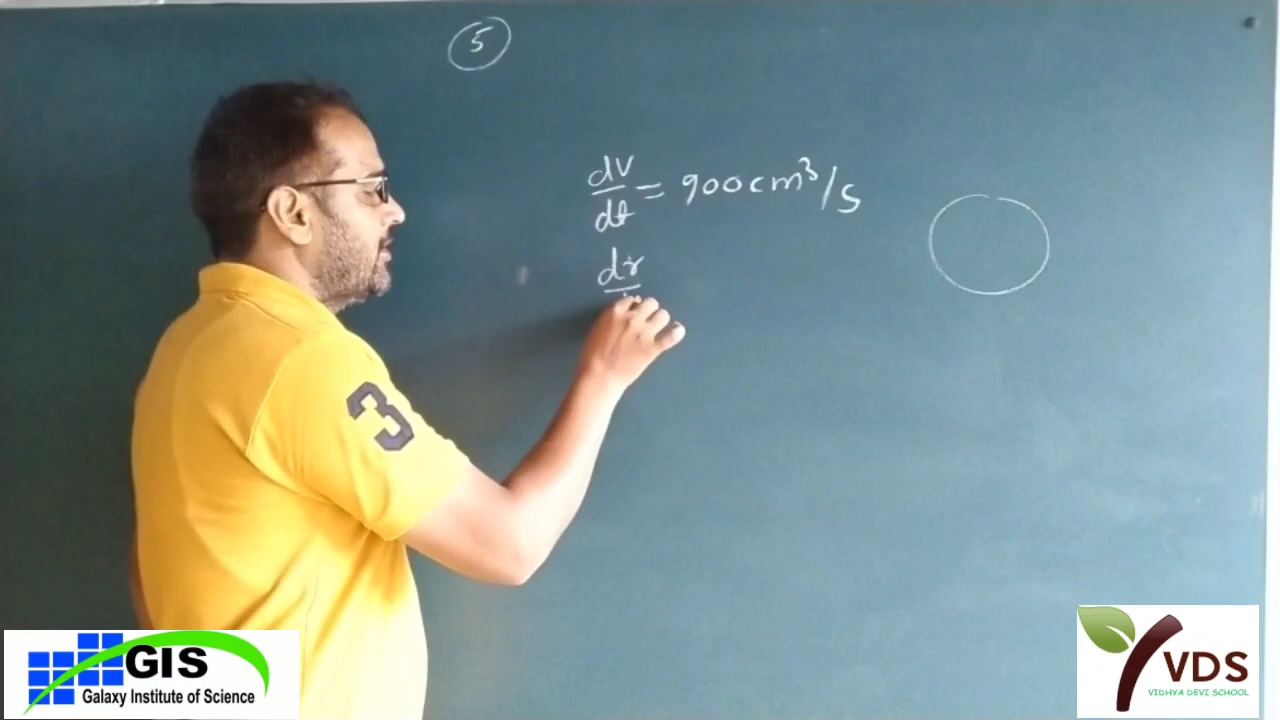 5
dv/dt = 900cm³/s
dr
3
GIS
Galaxy Institute of Science
VDS
VIDHYA DEVI SCHOOL